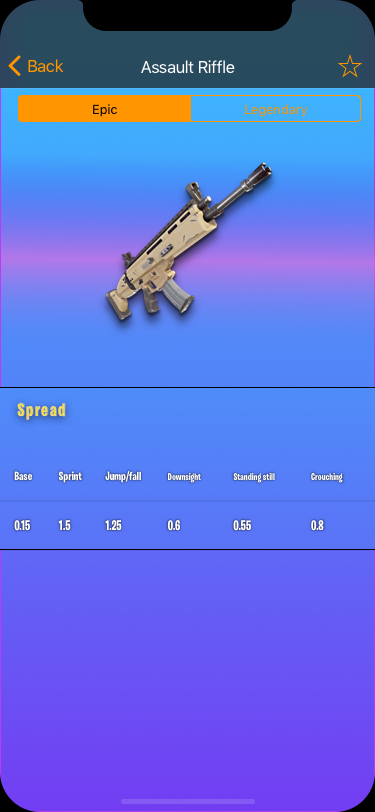 Back
Assault Riffle
Epic
Legendery
Spread
Base Sprint Jump/fall Downsight Standing still Crouching
0.15 1.5 1.25 0.6 0.55 0.8